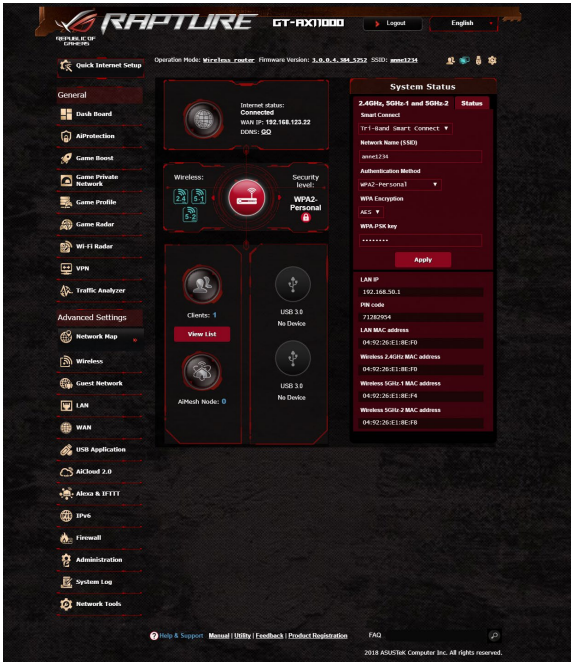 REPUBLIC OF
GAMERS
RAPTURE
GT-AX11000
Logout
English
Quick Internet Setup
Operation Mode: Wireless router Firmware Version: 3.0.0.4.384_5252 SSID: anne1234
General
Dash Board
AiProtection
Game Boost
Game Private
Network
Game Profile
Game Radar
Wi-Fi Radar
VPN
Traffic Analyzer
Advanced Settings
Network Map
Wireless
Guest Network
LAN
WAN
USB Application
AiCloud 2.0
Alexa & IFTTT
IPv6
Firewall
Administration
System Log
Network Tools
Internet status:
Connected
WAN IP: 192.168.123.22
DDNS: GO
Wireless:
2.4 5-1
5-2
Security
level:
WPA2-
Personal
Clients: 1
View List
AiMesh Node: 0
USB 3.0
No Device
USB 3.0
No Device
System Status
2.4GHz, 5GHz-1 and 5GHz-2 Status
Smart Connect
Tri-Band Smart Connect
Network Name (SSID)
anne1234
Authentication Method
WPA2-Personal
WPA Encryption
AES
WPA-PSK key
••••••••
Apply
LAN IP
192.168.50.1
PIN code
71282954
LAN MAC address
04:92:26:E1:8E:F0
Wireless 2.4GHz MAC address
04:92:26:E1:8E:F0
Wireless 5GHz-1 MAC address
04:92:26:E1:8E:F4
Wireless 5GHz-2 MAC address
04:92:26:E1:8E:F8
Help & Support Manual | Utility | Feedback | Product Registration FAQ
2018 ASUSTeK Computer Inc. All rights reserved.